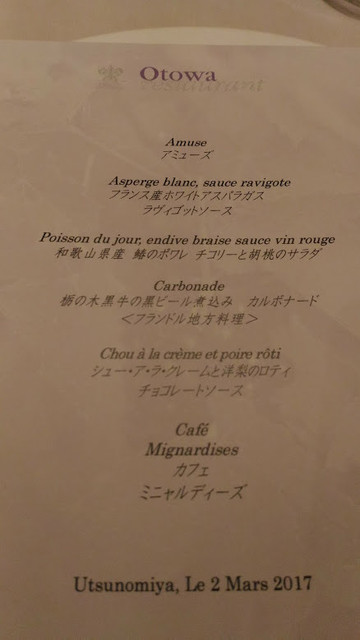 Otowa
restaurant
Amuse
アミューズ
Asperge blanc, sauce ravigote
フランス産ホワイトアスパラガス
ラヴィゴットソース
Poisson du jour, endive braise sauce vin rouge
和歌山県産 鰆のポワレ チコリーと胡桃のサラダ
Carbonade
栃の木黒牛の黒ビール煮込み カルボナード
＜フランドル地方料理＞
Chou à la crème et poire rôti
シュー・ア・ラ・クレームと洋梨のロティ
チョコレートソース
Café
Mignardises
カフェ
ミニャルディーズ
Utsunomiya, Le 2 Mars 2017